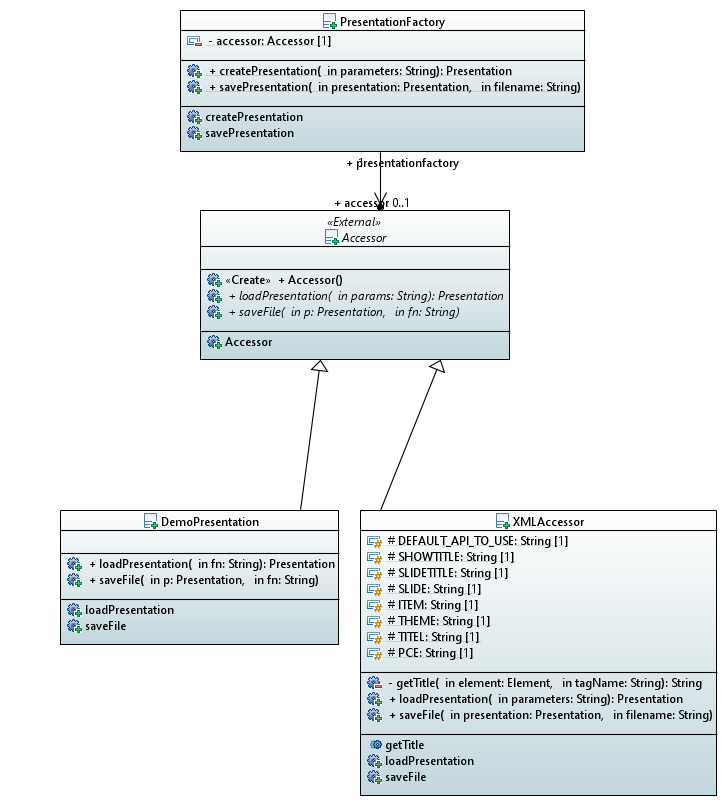 PresentationFactory
- accessor: Accessor [1]
+ createPresentation( in parameters: String): Presentation
+ savePresentation( in presentation: Presentation, in filename: String)
createPresentation
savePresentation
+ presentationfactory
1
+ accessor 0..1
«External»
Accessor
«Create» + Accessor()
+ loadPresentation( in params: String): Presentation
+ saveFile( in p: Presentation, in fn: String)
Accessor
DemoPresentation
+ loadPresentation( in fn: String): Presentation
+ saveFile( in p: Presentation, in fn: String)
loadPresentation
saveFile
XMLAccessor
# DEFAULT_API_TO_USE: String [1]
# SHOWTITLE: String [1]
# SLIDETITLE: String [1]
# SLIDE: String [1]
# ITEM: String [1]
# THEME: String [1]
# TITEL: String [1]
# PCE: String [1]
- getTitle( in element: Element, in tagName: String): String
+ loadPresentation( in parameters: String): Presentation
+ saveFile( in presentation: Presentation, in filename: String)
getTitle
loadPresentation
saveFile